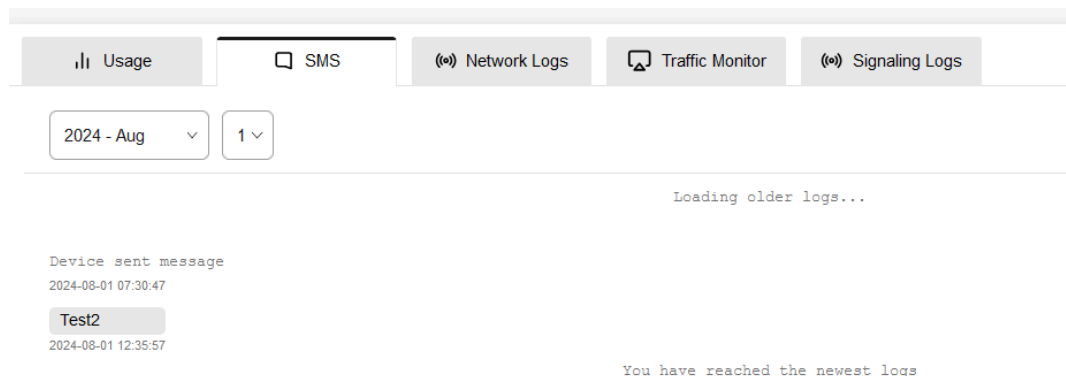 Usage SMS Network Logs Traffic Monitor Signaling Logs
2024 - Aug 1
Loading older logs...
Device sent message
2024-08-01 07:30:47
Test2
2024-08-01 12:35:57
You have reached the newest logs